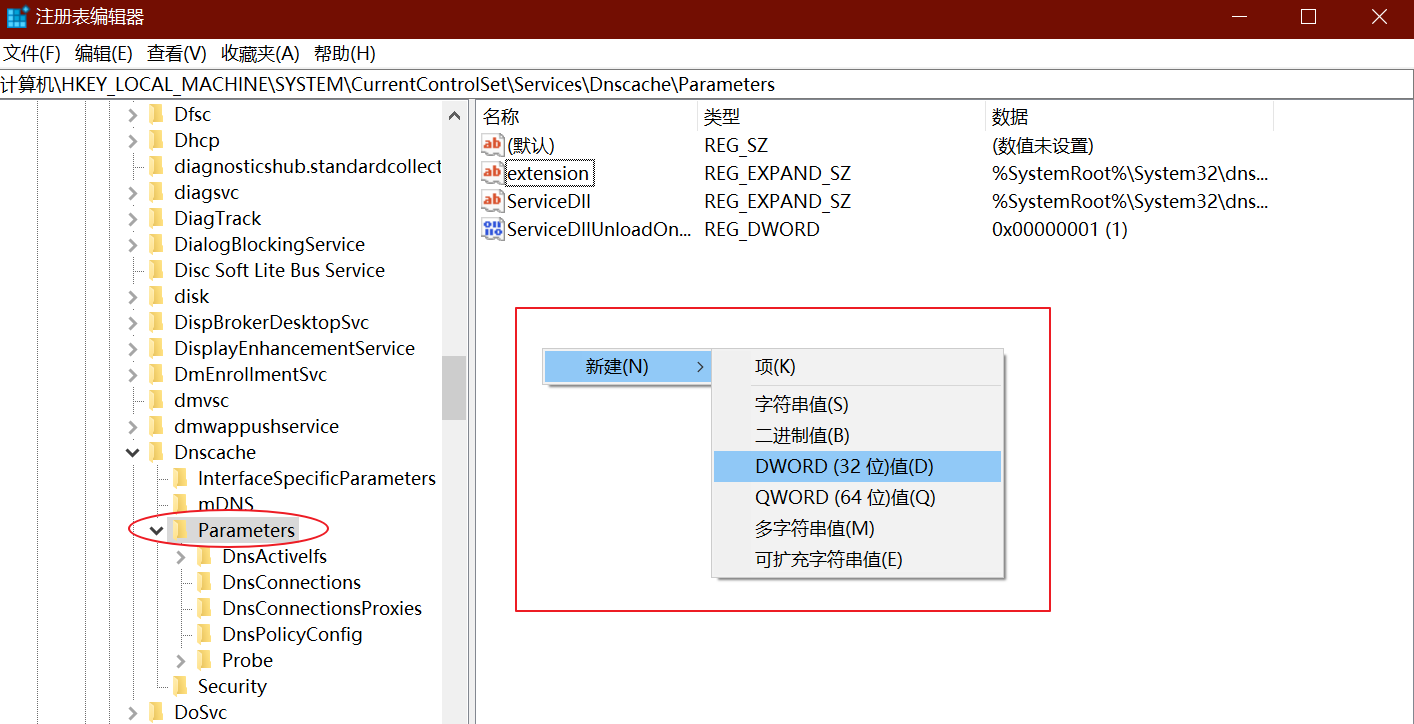 注册表编辑器
文件(F) 编辑(E) 查看(V) 收藏夹(A) 帮助(H)
计算机\HKEY_LOCAL_MACHINE\SYSTEM\CurrentControlSet\Services\Dnscache\Parameters
Dfsc
Dhcp
diagnosticshub.standardcollect
diagsvc
DiagTrack
DialogBlockingService
Disc Soft Lite Bus Service
disk
DispBrokerDesktopSvc
DisplayEnhancementService
DmEnrollmentSvc
dmvsc
dmwappushservice
Dnscache
InterfaceSpecificParameters
mDNS
Parameters
DnsActiveIfs
DnsConnections
DnsConnectionsProxies
DnsPolicyConfig
Probe
Security
DoSvc
名称 类型 数据
(默认) REG_SZ (数值未设置)
extension REG_EXPAND_SZ %SystemRoot%\System32\dns...
ServiceDll REG_EXPAND_SZ %SystemRoot%\System32\dns...
ServiceDllUnloadOn... REG_DWORD 0x00000001 (1)
新建(N)
项(K)
字符串值(S)
二进制值(B)
DWORD (32 位)值(D)
QWORD (64 位)值(Q)
多字符串值(M)
可扩充字符串值(E)